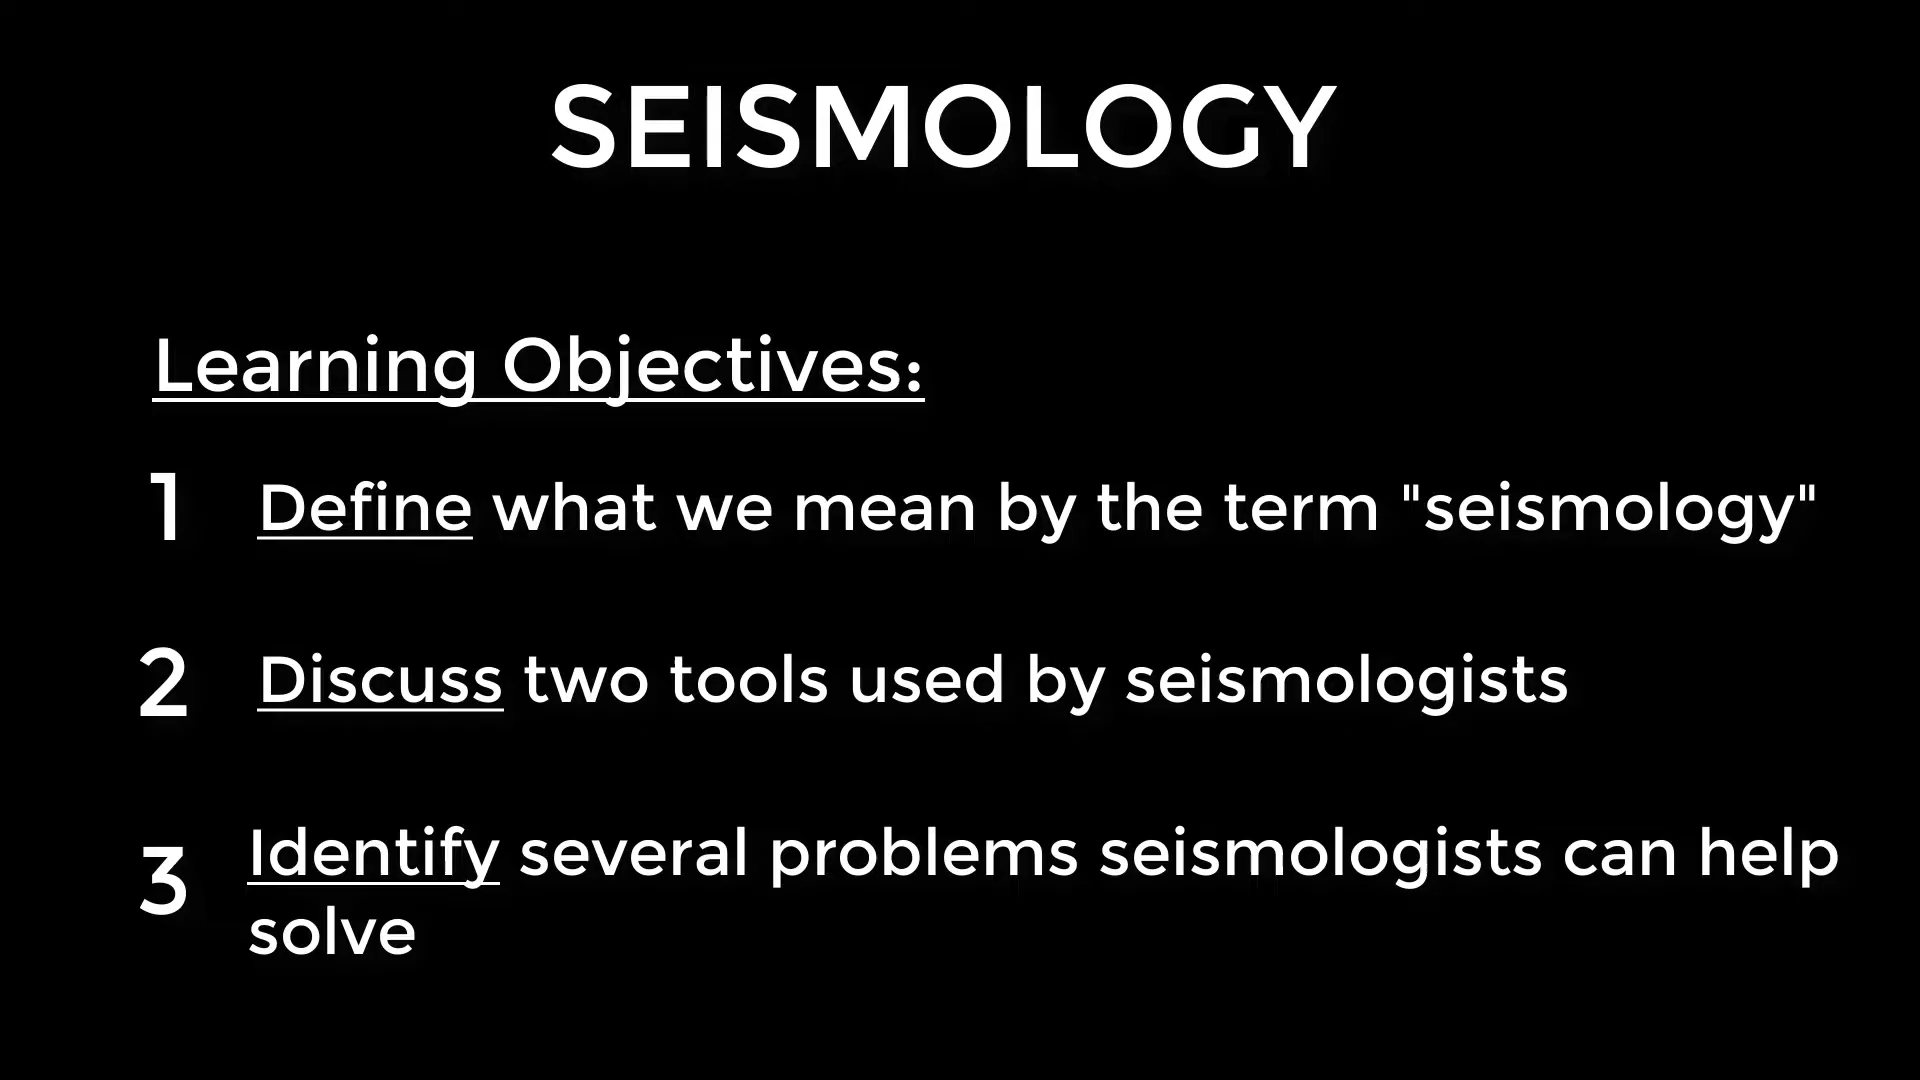 SEISMOLOGY
Learning Objectives:
1 Define what we mean by the term "seismology"
2 Discuss two tools used by seismologists
3 Identify several problems seismologists can help
solve